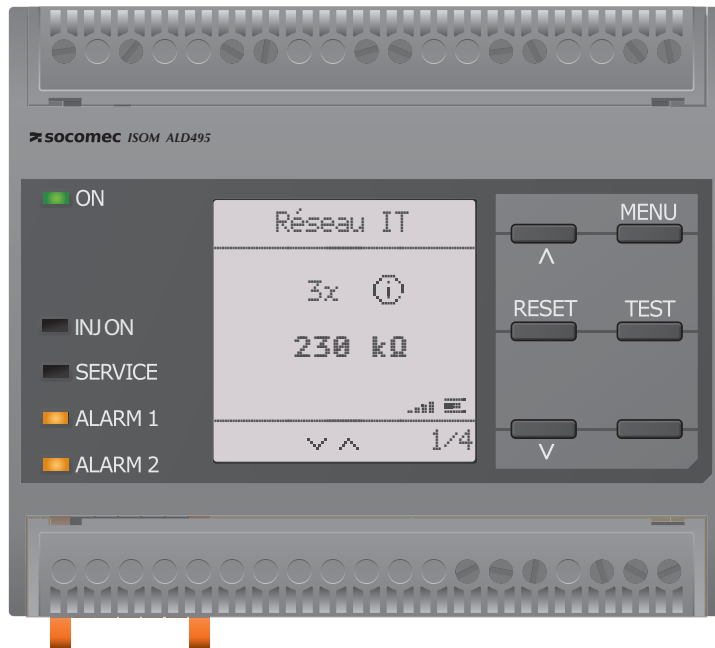 socomec ISOM ALD495
ON
INJ ON
SERVICE
ALARM 1
ALARM 2
Réseau IT
3x i
230 kΩ
1/4
MENU
RESET TEST